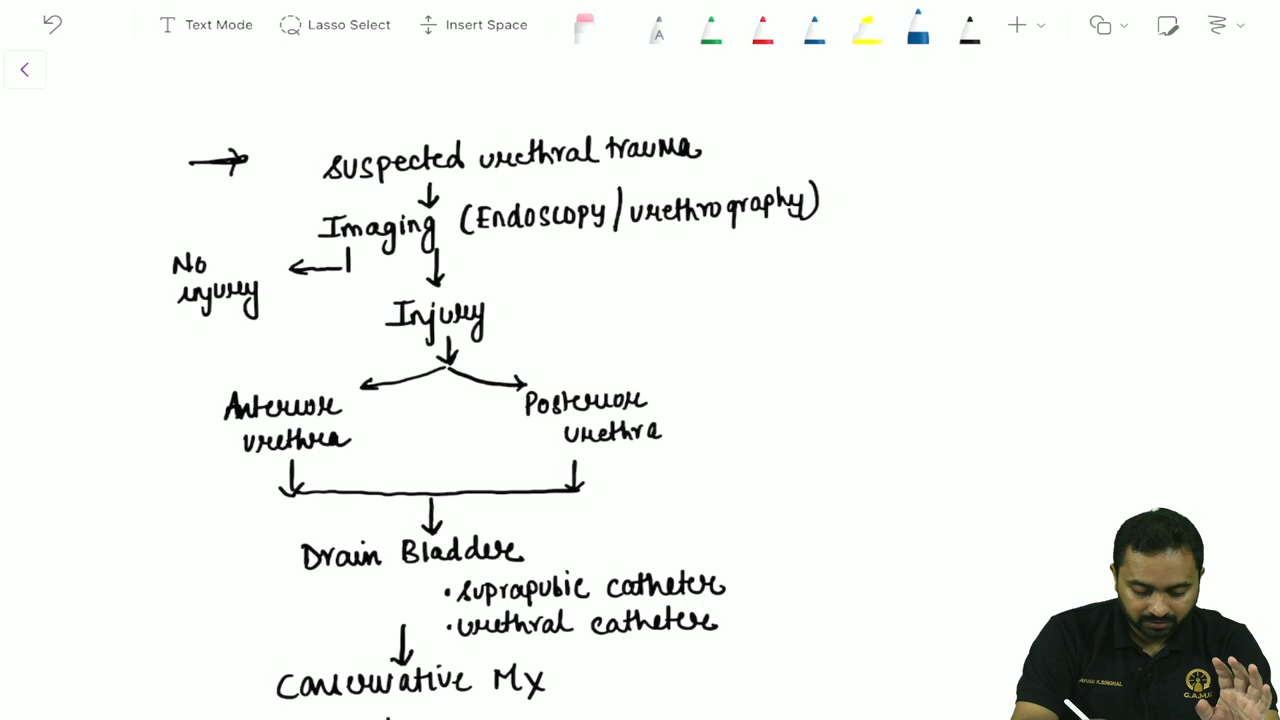 Text Mode
Lasso Select
Insert Space
A
suspected urethral trauma
Imaging (Endoscopy/urethrography)
No
injury
Injury
Anterior
urethra
Posterior
urethra
Drain Bladder
• suprapubic catheter
• urethral catheter
Conservative Mx
G.A.M.E